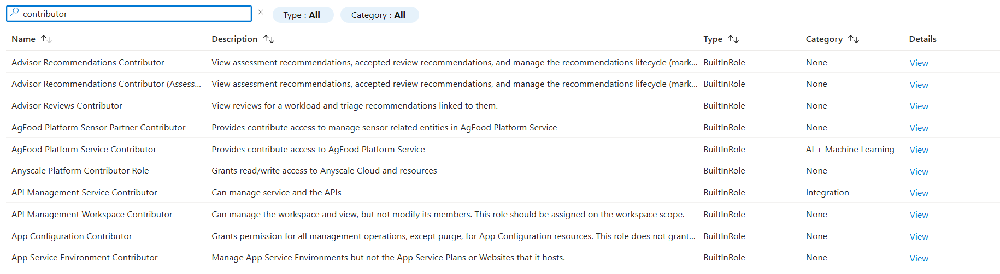 contributor
Type : All Category : All
Name Description Type Category Details
Advisor Recommendations Contributor View assessment recommendations, accepted review recommendations, and manage the recommendations lifecycle (mark... BuiltInRole None View
Advisor Recommendations Contributor (Assess... View assessment recommendations, accepted review recommendations, and manage the recommendations lifecycle (mark... BuiltInRole None View
Advisor Reviews Contributor View reviews for a workload and triage recommendations linked to them. BuiltInRole None View
AgFood Platform Sensor Partner Contributor Provides contribute access to manage sensor related entities in AgFood Platform Service BuiltInRole None View
AgFood Platform Service Contributor Provides contribute access to AgFood Platform Service BuiltInRole AI + Machine Learning View
Anyscale Platform Contributor Role Grants read/write access to Anyscale Cloud and resources BuiltInRole None View
API Management Service Contributor Can manage service and the APIs BuiltInRole Integration View
API Management Workspace Contributor Can manage the workspace and view, but not modify its members. This role should be assigned on the workspace scope. BuiltInRole None View
App Configuration Contributor Grants permission for all management operations, except purge, for App Configuration resources. This role does not grant... BuiltInRole None View
App Service Environment Contributor Manage App Service Environments but not the App Service Plans or Websites that it hosts. BuiltInRole None View